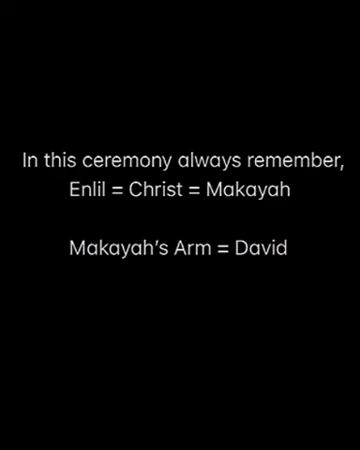 In this ceremony always remember,
Enlil = Christ = Makayah
Makayah’s Arm = David